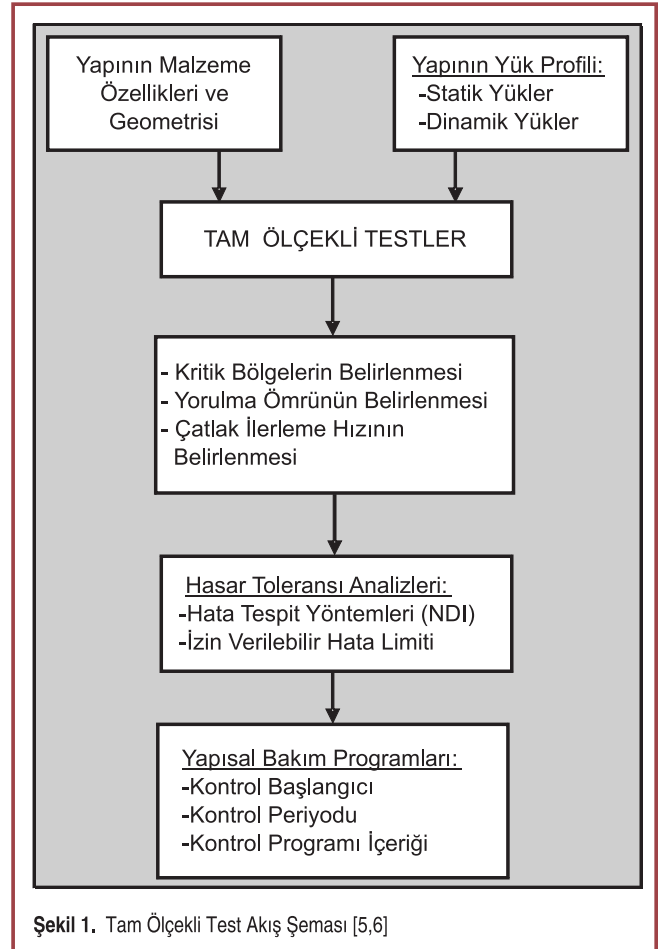 Yapının Malzeme
Özellikleri ve
Geometrisi
Yapının Yük Profili:
-Statik Yükler
-Dinamik Yükler
TAM ÖLÇEKLİ TESTLER
- Kritik Bölgelerin Belirlenmesi
- Yorulma Ömrünün Belirlenmesi
- Çatlak İlerleme Hızının
Belirlenmesi
Hasar Toleransı Analizleri:
-Hata Tespit Yöntemleri (NDI)
-İzin Verilebilir Hata Limiti
Yapısal Bakım Programları:
-Kontrol Başlangıcı
-Kontrol Periyodu
-Kontrol Programı İçeriği
Şekil 1. Tam Ölçekli Test Akış Şeması [5,6]